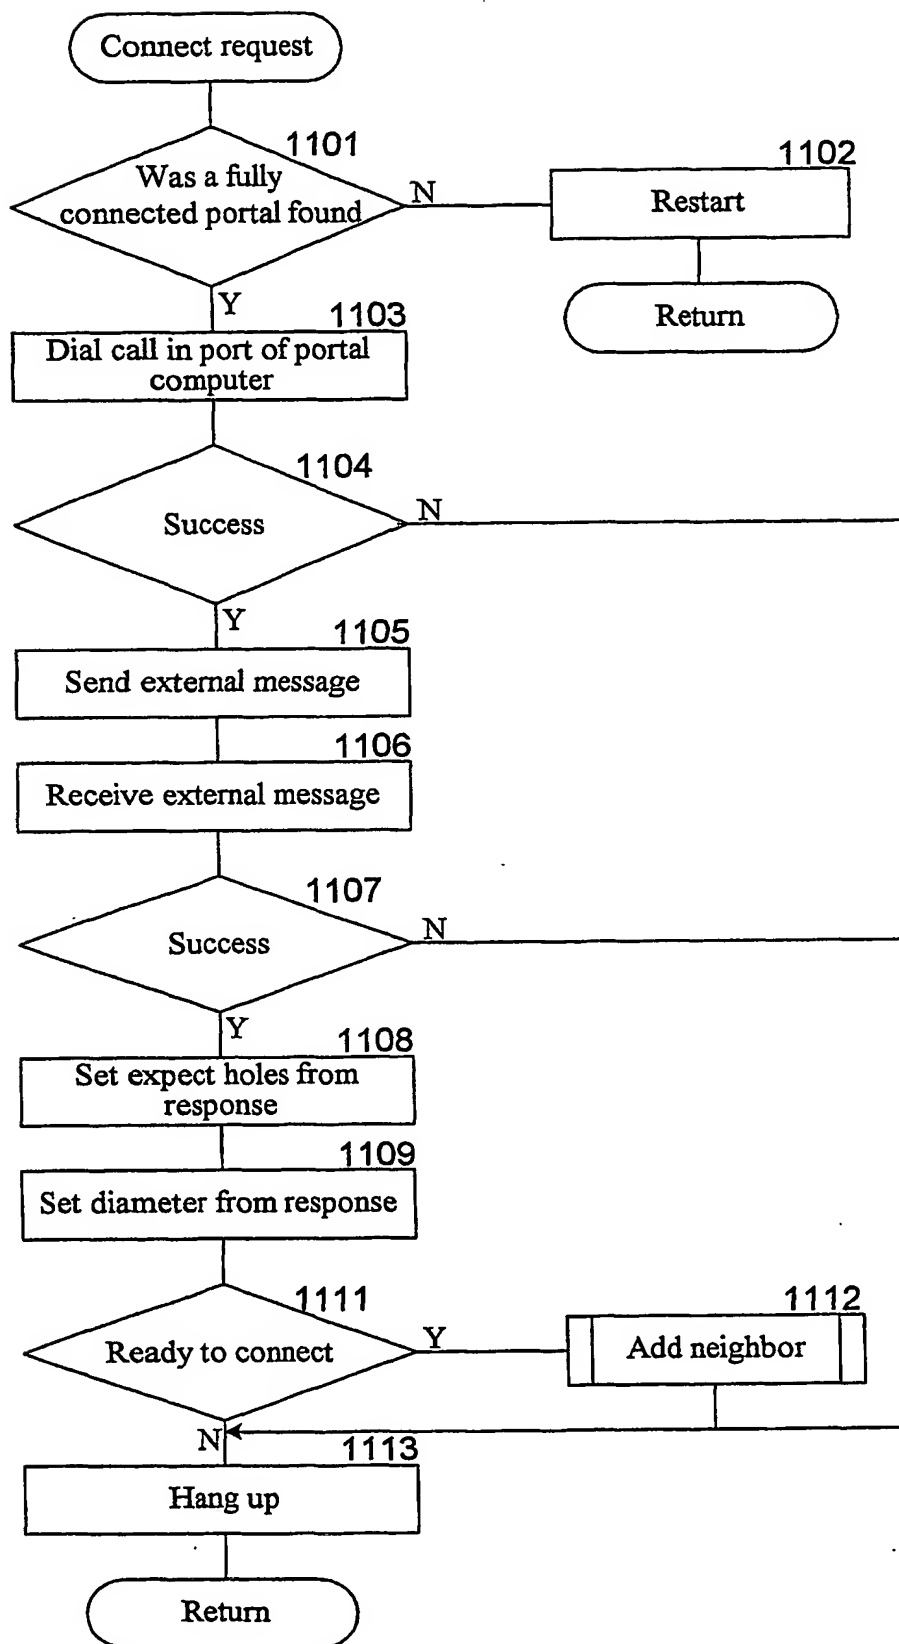 Connect request
1101
Was a fully
connected portal found
N
1102
Restart
Return
Y
1103
Dial call in port of portal
computer
1104
Success
N
Y
1105
Send external message
1106
Receive external message
1107
Success
N
Y
1108
Set expect holes from
response
1109
Set diameter from response
1111
Ready to connect
Y
1112
Add neighbor
N
1113
Hang up
Return